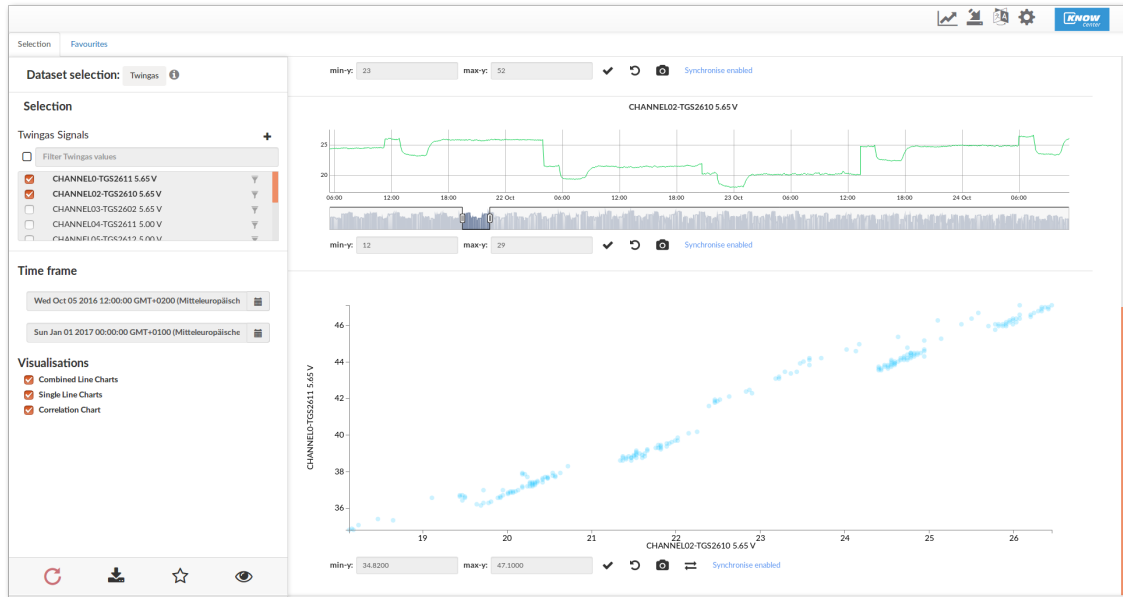 KNOW
Center
Selection Favourites
Dataset selection: Twingas
Selection
Twingas Signals
Filter Twingas values
CHANNEL0-TGS2611 5.65 V
CHANNEL02-TGS2610 5.65 V
CHANNEL03-TGS2602 5.65 V
CHANNEL04-TGS2611 5.00 V
CHANNEL05-TGS2612 5.00 V
Time frame
Wed Oct 05 2016 12:00:00 GMT+0200 (Mitteleuropäisch
Sun Jan 01 2017 00:00:00 GMT+0100 (Mitteleuropäische
Visualisations
Combined Line Charts
Single Line Charts
Correlation Chart
min-y: 23 max-y: 52 Synchronise enabled
CHANNEL02-TGS2610 5.65 V
25
20
06:00 12:00 18:00 22 Oct 06:00 12:00 18:00 23 Oct 06:00 12:00 18:00 24 Oct 06:00
min-y: 12 max-y: 29 Synchronise enabled
CHANNEL0-TGS2611 5.65 V
46
44
42
40
38
36
19 20 21 22 23 24 25 26
CHANNEL02-TGS2610 5.65 V
min-y: 34.8200 max-y: 47.1000 Synchronise enabled